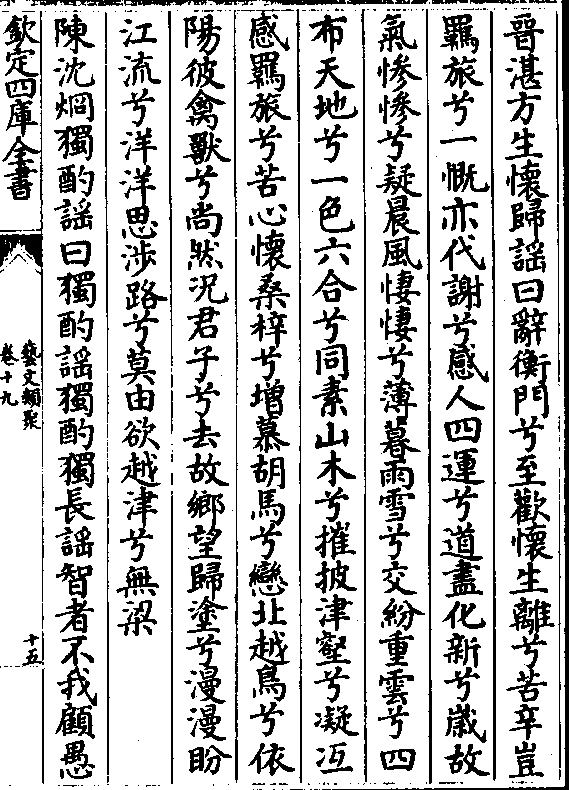 晉湛方生懷歸謡曰辭衡門兮至歡懷生離兮苦辛豈
羈旅兮一慨亦代謝兮感人四運兮道盡化新兮歲故
氣慘慘兮疑晨風悽悽兮薄暮雨雪兮交紛重雲兮四
布天地兮一色六合兮同素山木兮摧披津壑兮凝冱
感羈旅兮苦心懷桑梓兮增慕胡馬兮戀北越鳥兮依
陽彼禽獸兮尚然况君子兮去故鄉望歸塗兮漫漫盼
江流兮洋洋思涉路兮莫由欲越津兮無梁
陳沈烱獨酌謡曰獨酌謡獨酌獨長謡智者不我顧愚
欽定四庫全書
藝文類聚
卷十九
十五